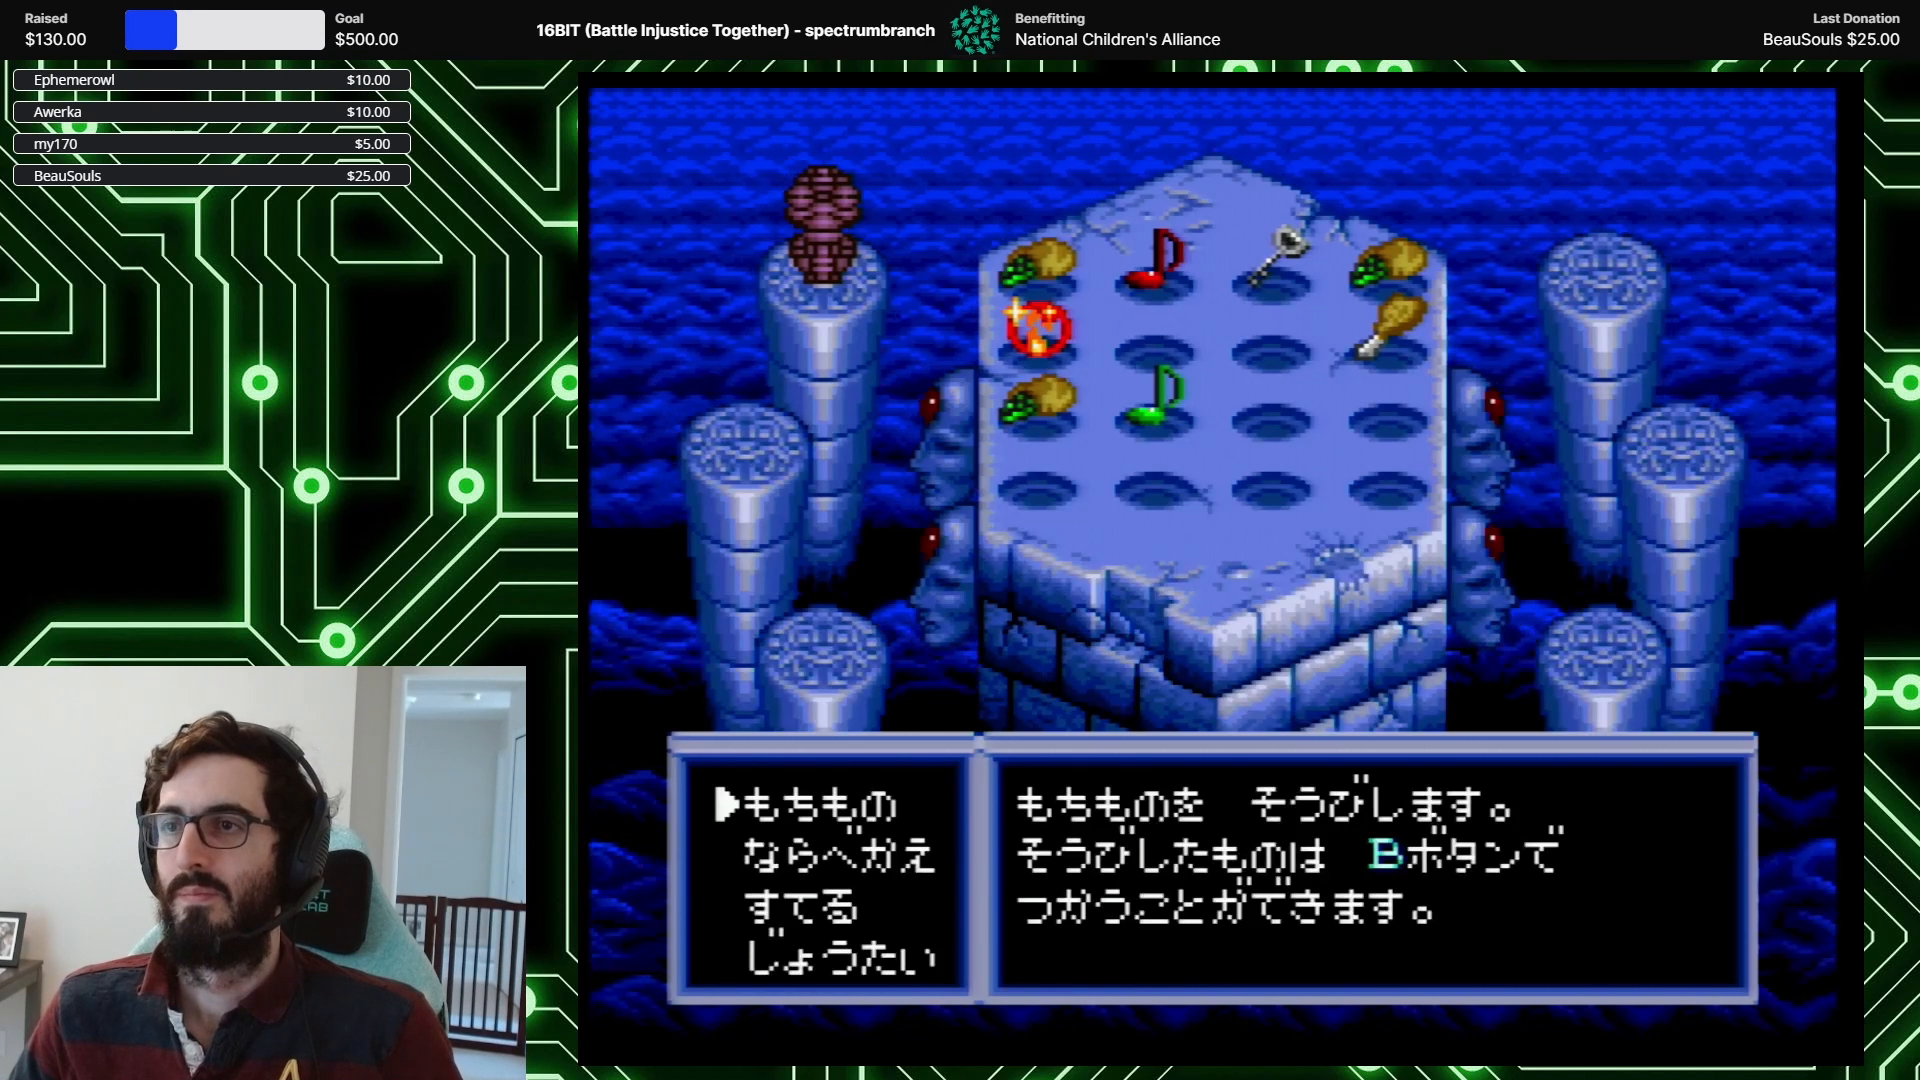 Raised
$130.00
Goal
$500.00
16BIT (Battle Injustice Together) - spectrumbranch
Benefitting
National Children's Alliance
Last Donation
BeauSouls $25.00
Ephemerowl $10.00
Awerka $10.00
my170 $5.00
BeauSouls $25.00
もちもの
ならべかえ
すてる
じょうたい
もちものを そうびします。
そうびしたものは Bボタンで
つかうことができます。